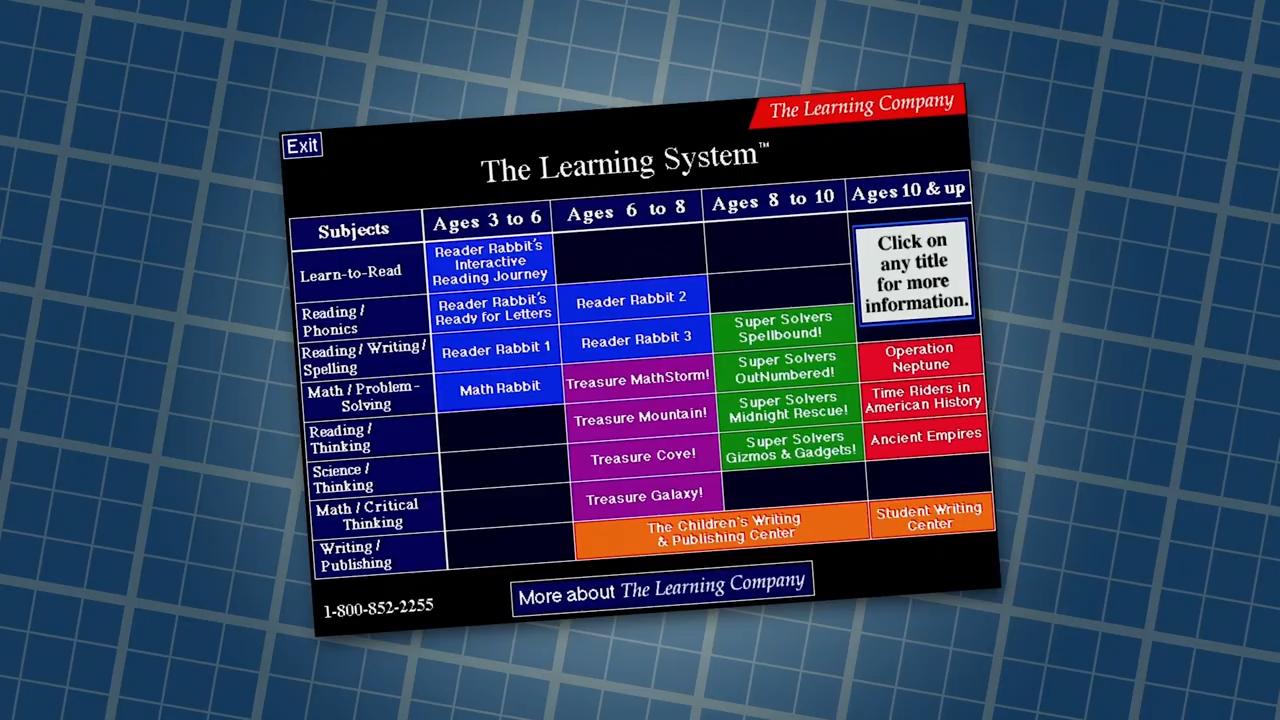 The Learning Company
Exit
The Learning System™
Subjects
Ages 3 to 6
Ages 6 to 8
Ages 8 to 10
Ages 10 & up
Learn-to-Read
Reader Rabbit's
Interactive
Reading Journey
Click on
any title
for more
information.
Reading /
Phonics
Reader Rabbit's
Ready for Letters
Reader Rabbit 2
Reading / Writing /
Spelling
Reader Rabbit 1
Reader Rabbit 3
Super Solvers
Spellbound!
Math / Problem-
Solving
Math Rabbit
Treasure MathStorm!
Super Solvers
OutNumbered!
Operation
Neptune
Reading /
Thinking
Treasure Mountain!
Super Solvers
Midnight Rescue!
Time Riders in
American History
Science /
Thinking
Treasure Cove!
Super Solvers
Gizmos & Gadgets!
Ancient Empires
Math / Critical
Thinking
Treasure Galaxy!
Writing /
Publishing
The Children's Writing
& Publishing Center
Student Writing
Center
1-800-852-2255
More about The Learning Company